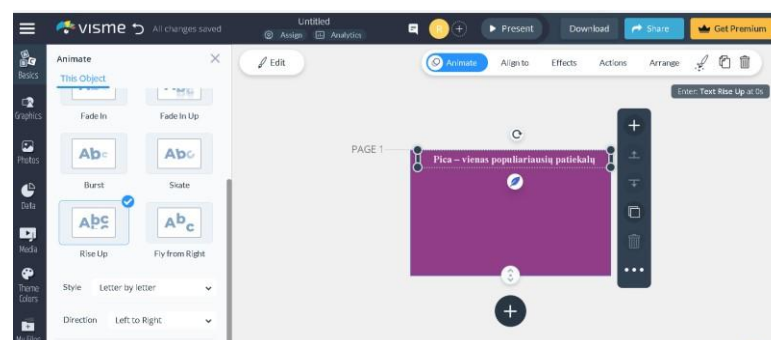 visme All changes saved
Untitled
Assign Analytics
R
Present
Download
Share
Get Premium
Basics
Graphics
Photos
Data
Media
Theme
Colors
My Files
Animate
This Object
Fade In Fade In Up
Abc Abc
Burst Skate
Abc Abc
Rise Up Fly from Right
Style Letter by letter
Direction Left to Right
Edit
Animate Align to Effects Actions Arrange
Enter: Text Rise Up at 0s
PAGE 1
Pica – vienas populiariausių patiekalų